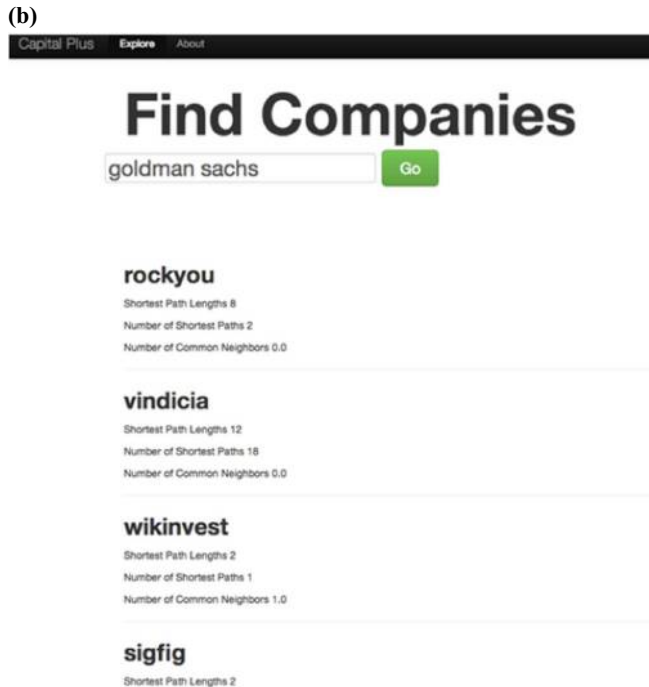 (b)
Capital Plus Explore About
Find Companies
goldman sachs Go
rockyou
Shortest Path Lengths 8
Number of Shortest Paths 2
Number of Common Neighbors 0.0
vindicia
Shortest Path Lengths 12
Number of Shortest Paths 18
Number of Common Neighbors 0.0
wikinvest
Shortest Path Lengths 2
Number of Shortest Paths 1
Number of Common Neighbors 1.0
sigfig
Shortest Path Lengths 2